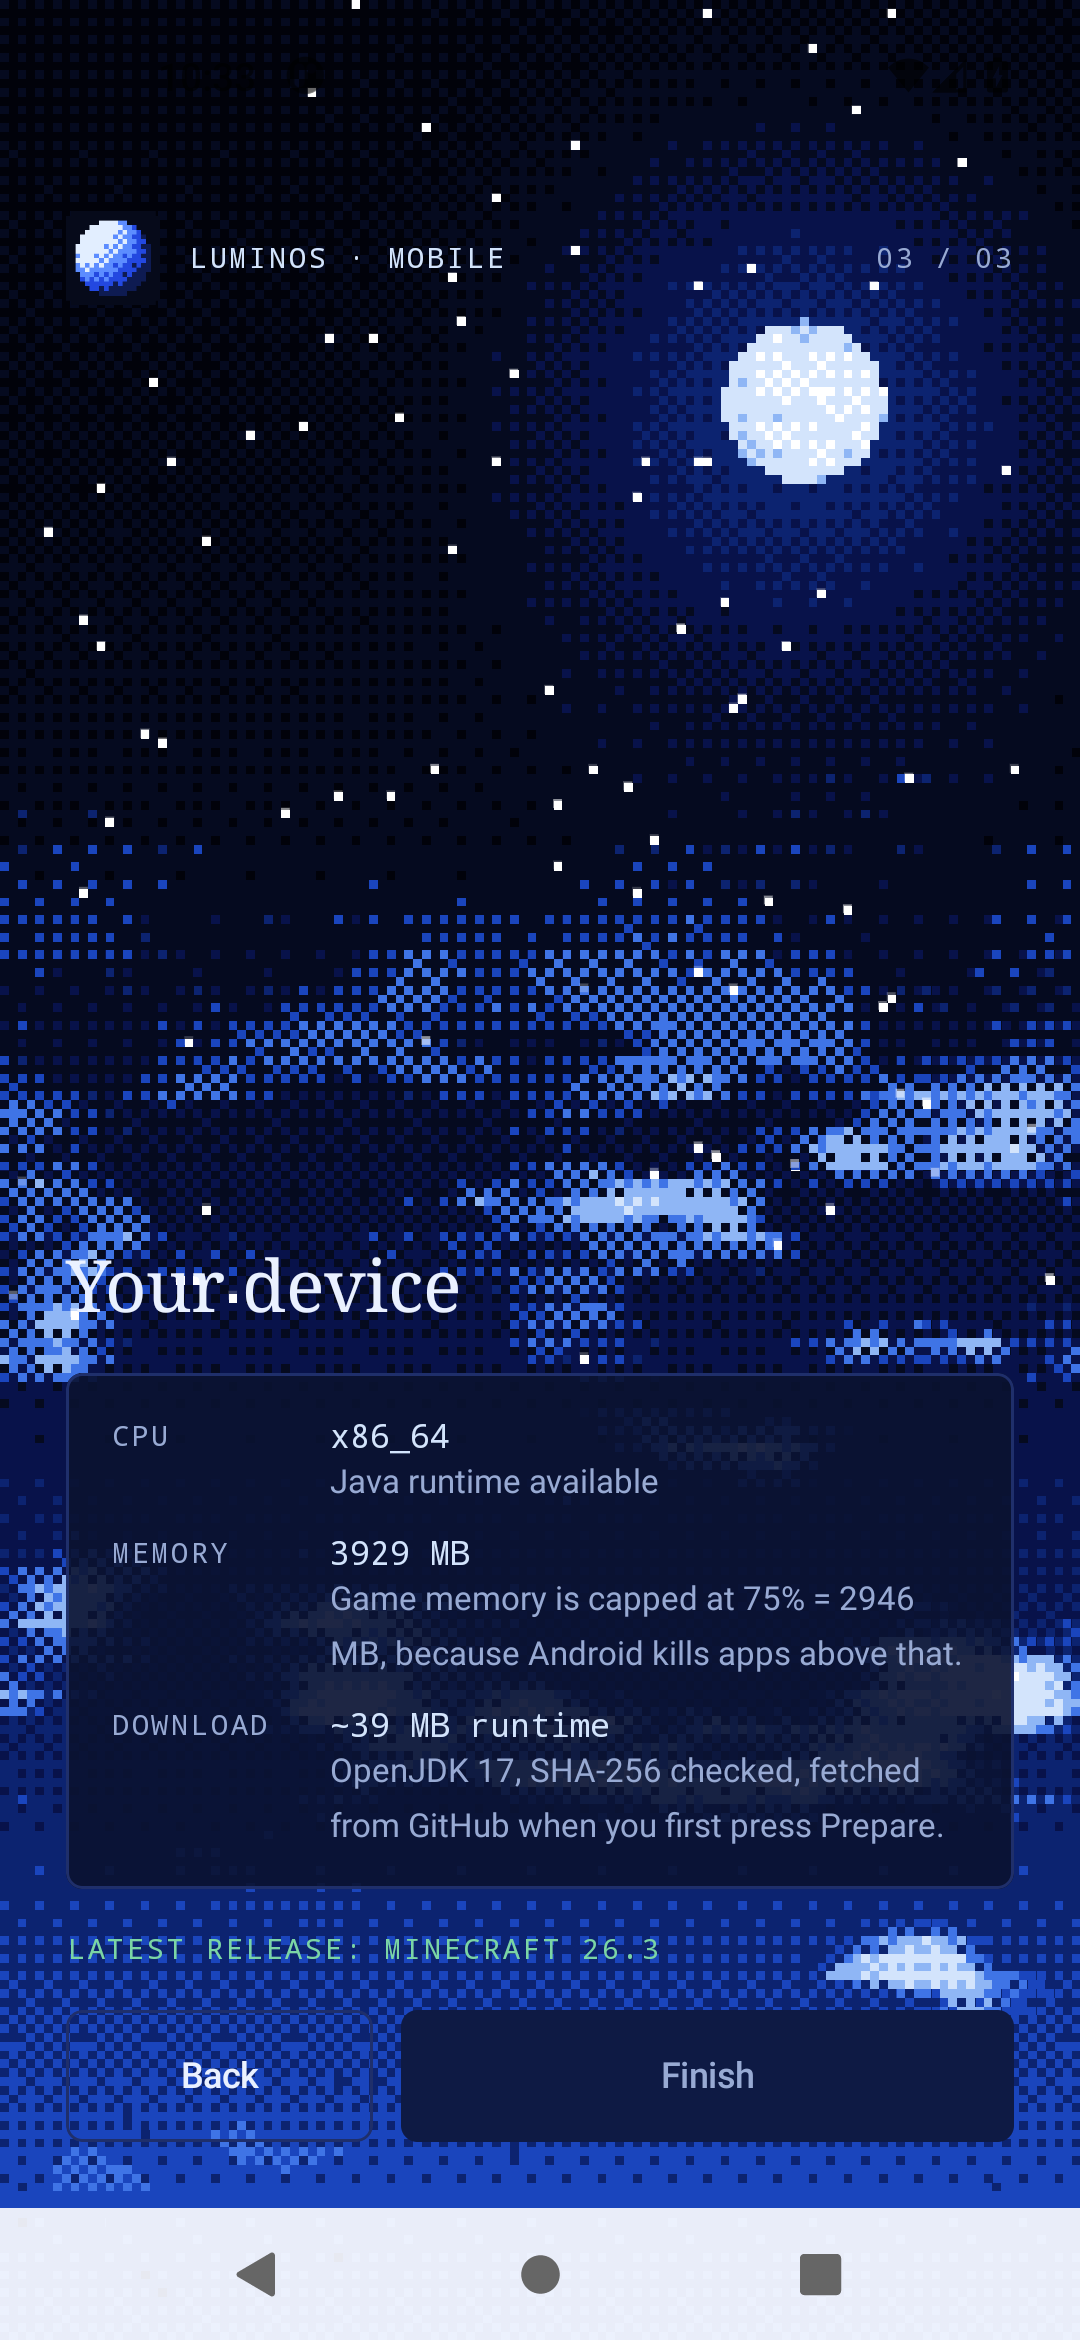 LUMINOS · MOBILE
03 / 03
Your device
CPU
x86_64
Java runtime available
MEMORY
3929 MB
Game memory is capped at 75% = 2946
MB, because Android kills apps above that.
DOWNLOAD
~39 MB runtime
OpenJDK 17, SHA-256 checked, fetched
from GitHub when you first press Prepare.
LATEST RELEASE: MINECRAFT 26.3
Back
Finish